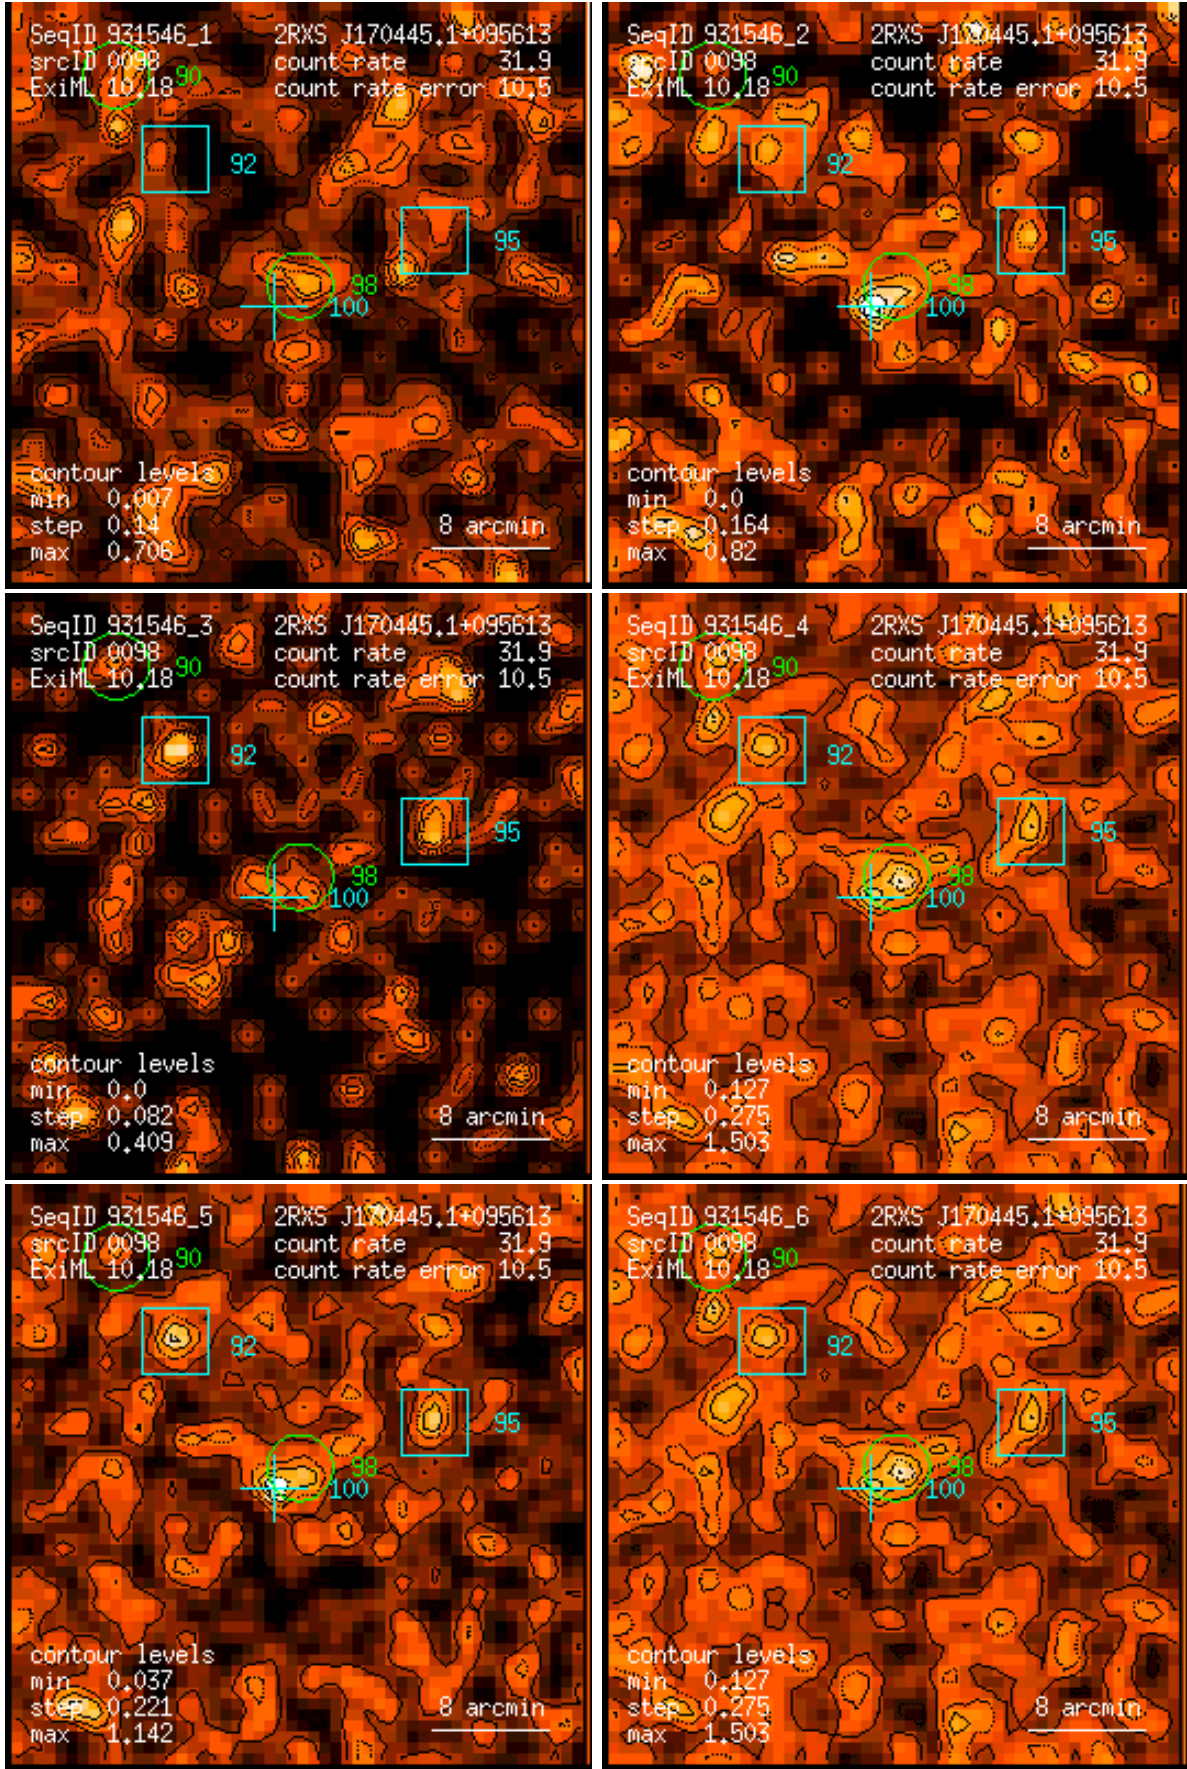 SeqID 931546_1 2RXS J170445.1+095613
srcID 0098 count rate 31.9
ExiML 10.18 90 count rate error 10.5
92
95
98
100
contour levels
min 0.007
step 0.14 8 arcmin
max 0.706
SeqID 931546_2 2RXS J170445.1+095613
srcID 0098 count rate 31.9
ExiML 10.18 90 count rate error 10.5
92
95
98
100
contour levels
min 0.0
step 0.164 8 arcmin
max 0.82
SeqID 931546_3 2RXS J170445.1+095613
srcID 0098 count rate 31.9
ExiML 10.18 90 count rate error 10.5
92
95
98
100
contour levels
min 0.0
step 0.082 8 arcmin
max 0.409
SeqID 931546_4 2RXS J170445.1+095613
srcID 0098 count rate 31.9
ExiML 10.18 90 count rate error 10.5
92
95
98
100
contour levels
min 0.127
step 0.275 8 arcmin
max 1.503
SeqID 931546_5 2RXS J170445.1+095613
srcID 0098 count rate 31.9
ExiML 10.18 90 count rate error 10.5
92
95
98
100
contour levels
min 0.037
step 0.221 8 arcmin
max 1.142
SeqID 931546_6 2RXS J170445.1+095613
srcID 0098 count rate 31.9
ExiML 10.18 90 count rate error 10.5
92
95
98
100
contour levels
min 0.127
step 0.275 8 arcmin
max 1.503